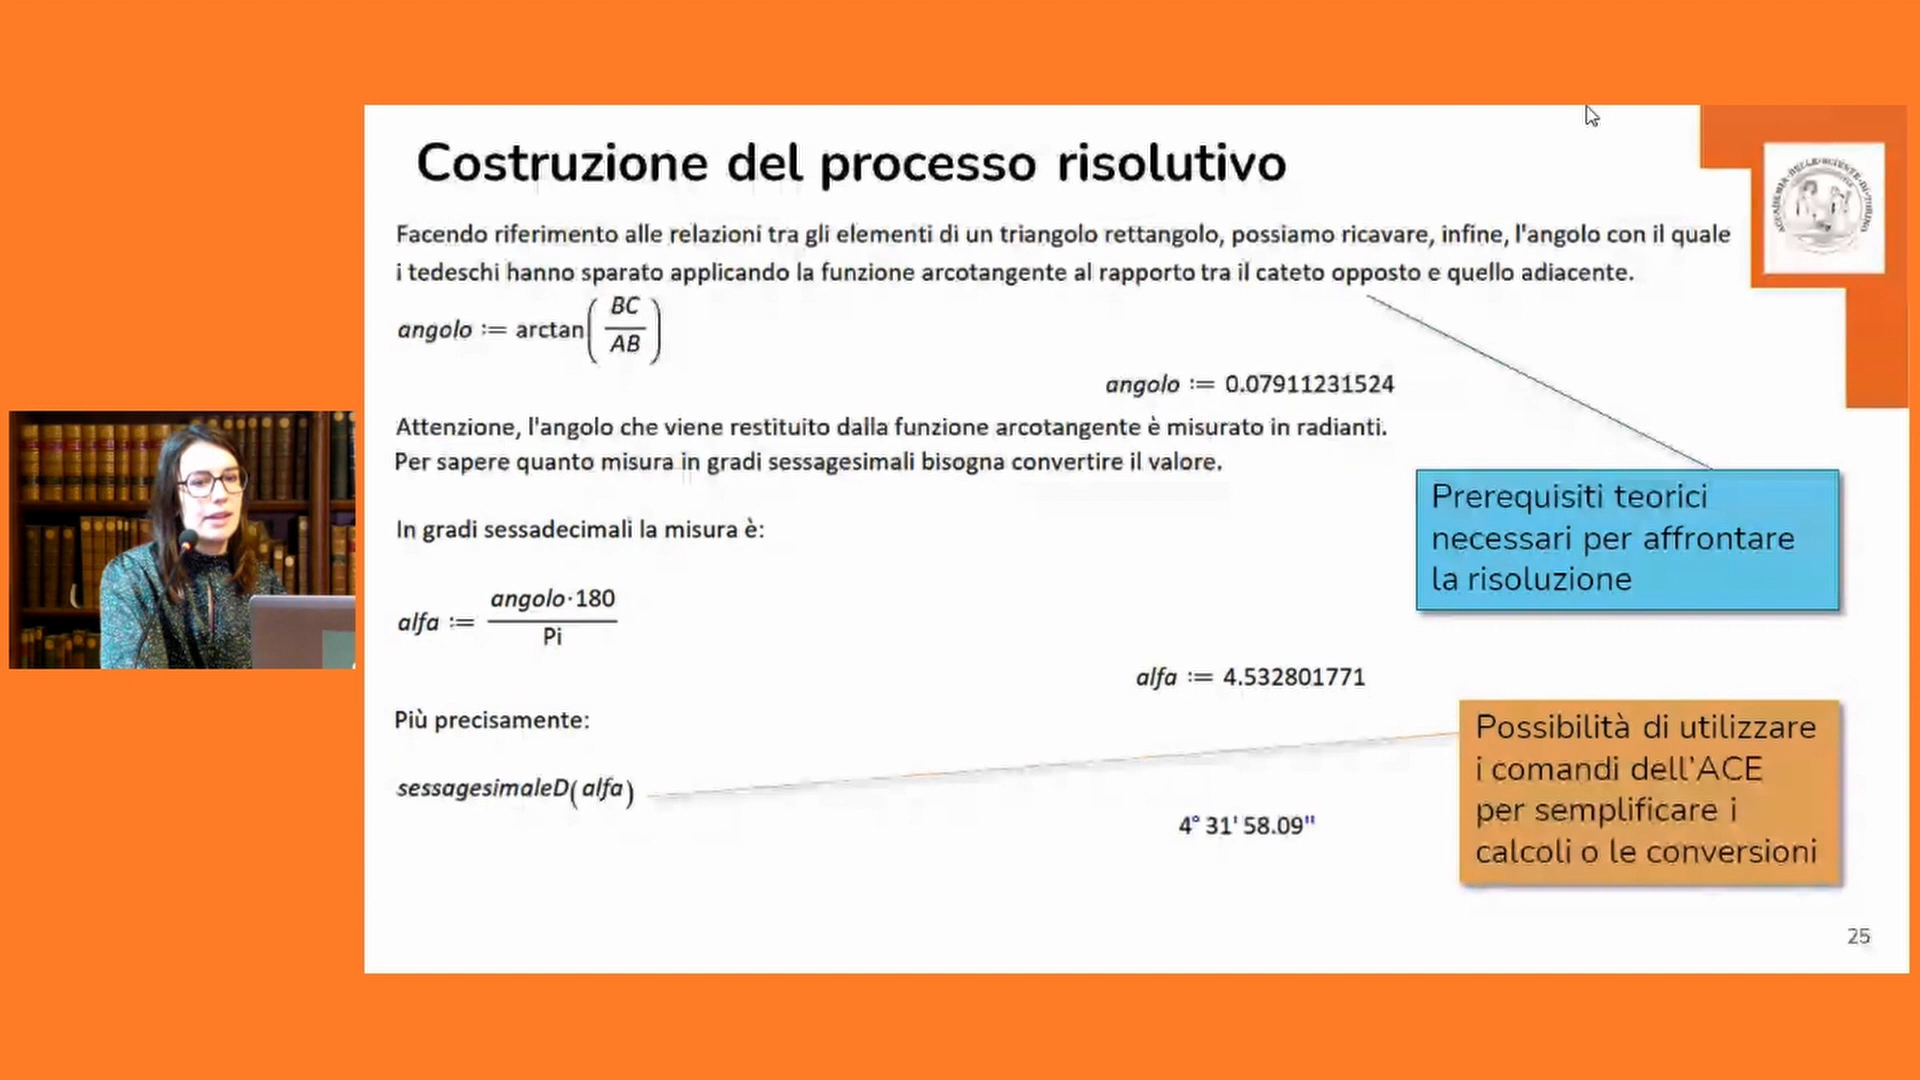 Costruzione del processo risolutivo
Facendo riferimento alle relazioni tra gli elementi di un triangolo rettangolo, possiamo ricavare, infine, l'angolo con il quale
i tedeschi hanno sparato applicando la funzione arcotangente al rapporto tra il cateto opposto e quello adiacente.
angolo := arctan(BC/AB)
angolo := 0.07911231524
Attenzione, l'angolo che viene restituito dalla funzione arcotangente è misurato in radianti.
Per sapere quanto misura in gradi sessagesimali bisogna convertire il valore.
In gradi sessadecimali la misura è:
alfa := angolo·180/Pi
alfa := 4.532801771
Più precisamente:
sessagesimaleD(alfa)
4° 31' 58.09"
Prerequisiti teorici
necessari per affrontare
la risoluzione
Possibilità di utilizzare
i comandi dell'ACE
per semplificare i
calcoli o le conversioni
25